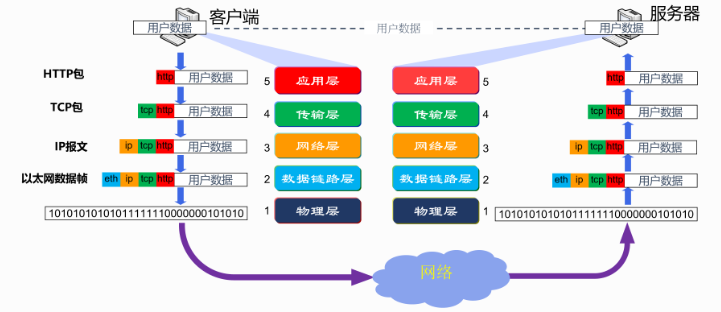 客户端
服务器
用户数据
用户数据
用户数据
HTTP包
http 用户数据
5 应用层
应用层 5
http 用户数据
TCP包
tcp http 用户数据
4 传输层
传输层 4
tcp http 用户数据
IP报文
ip tcp http 用户数据
3 网络层
网络层 3
ip tcp http 用户数据
以太网数据帧
eth ip tcp http 用户数据
2 数据链路层
数据链路层 2
eth ip tcp http 用户数据
101010101010111111110000000101010
1 物理层
物理层 1
101010101010111111110000000101010
网络